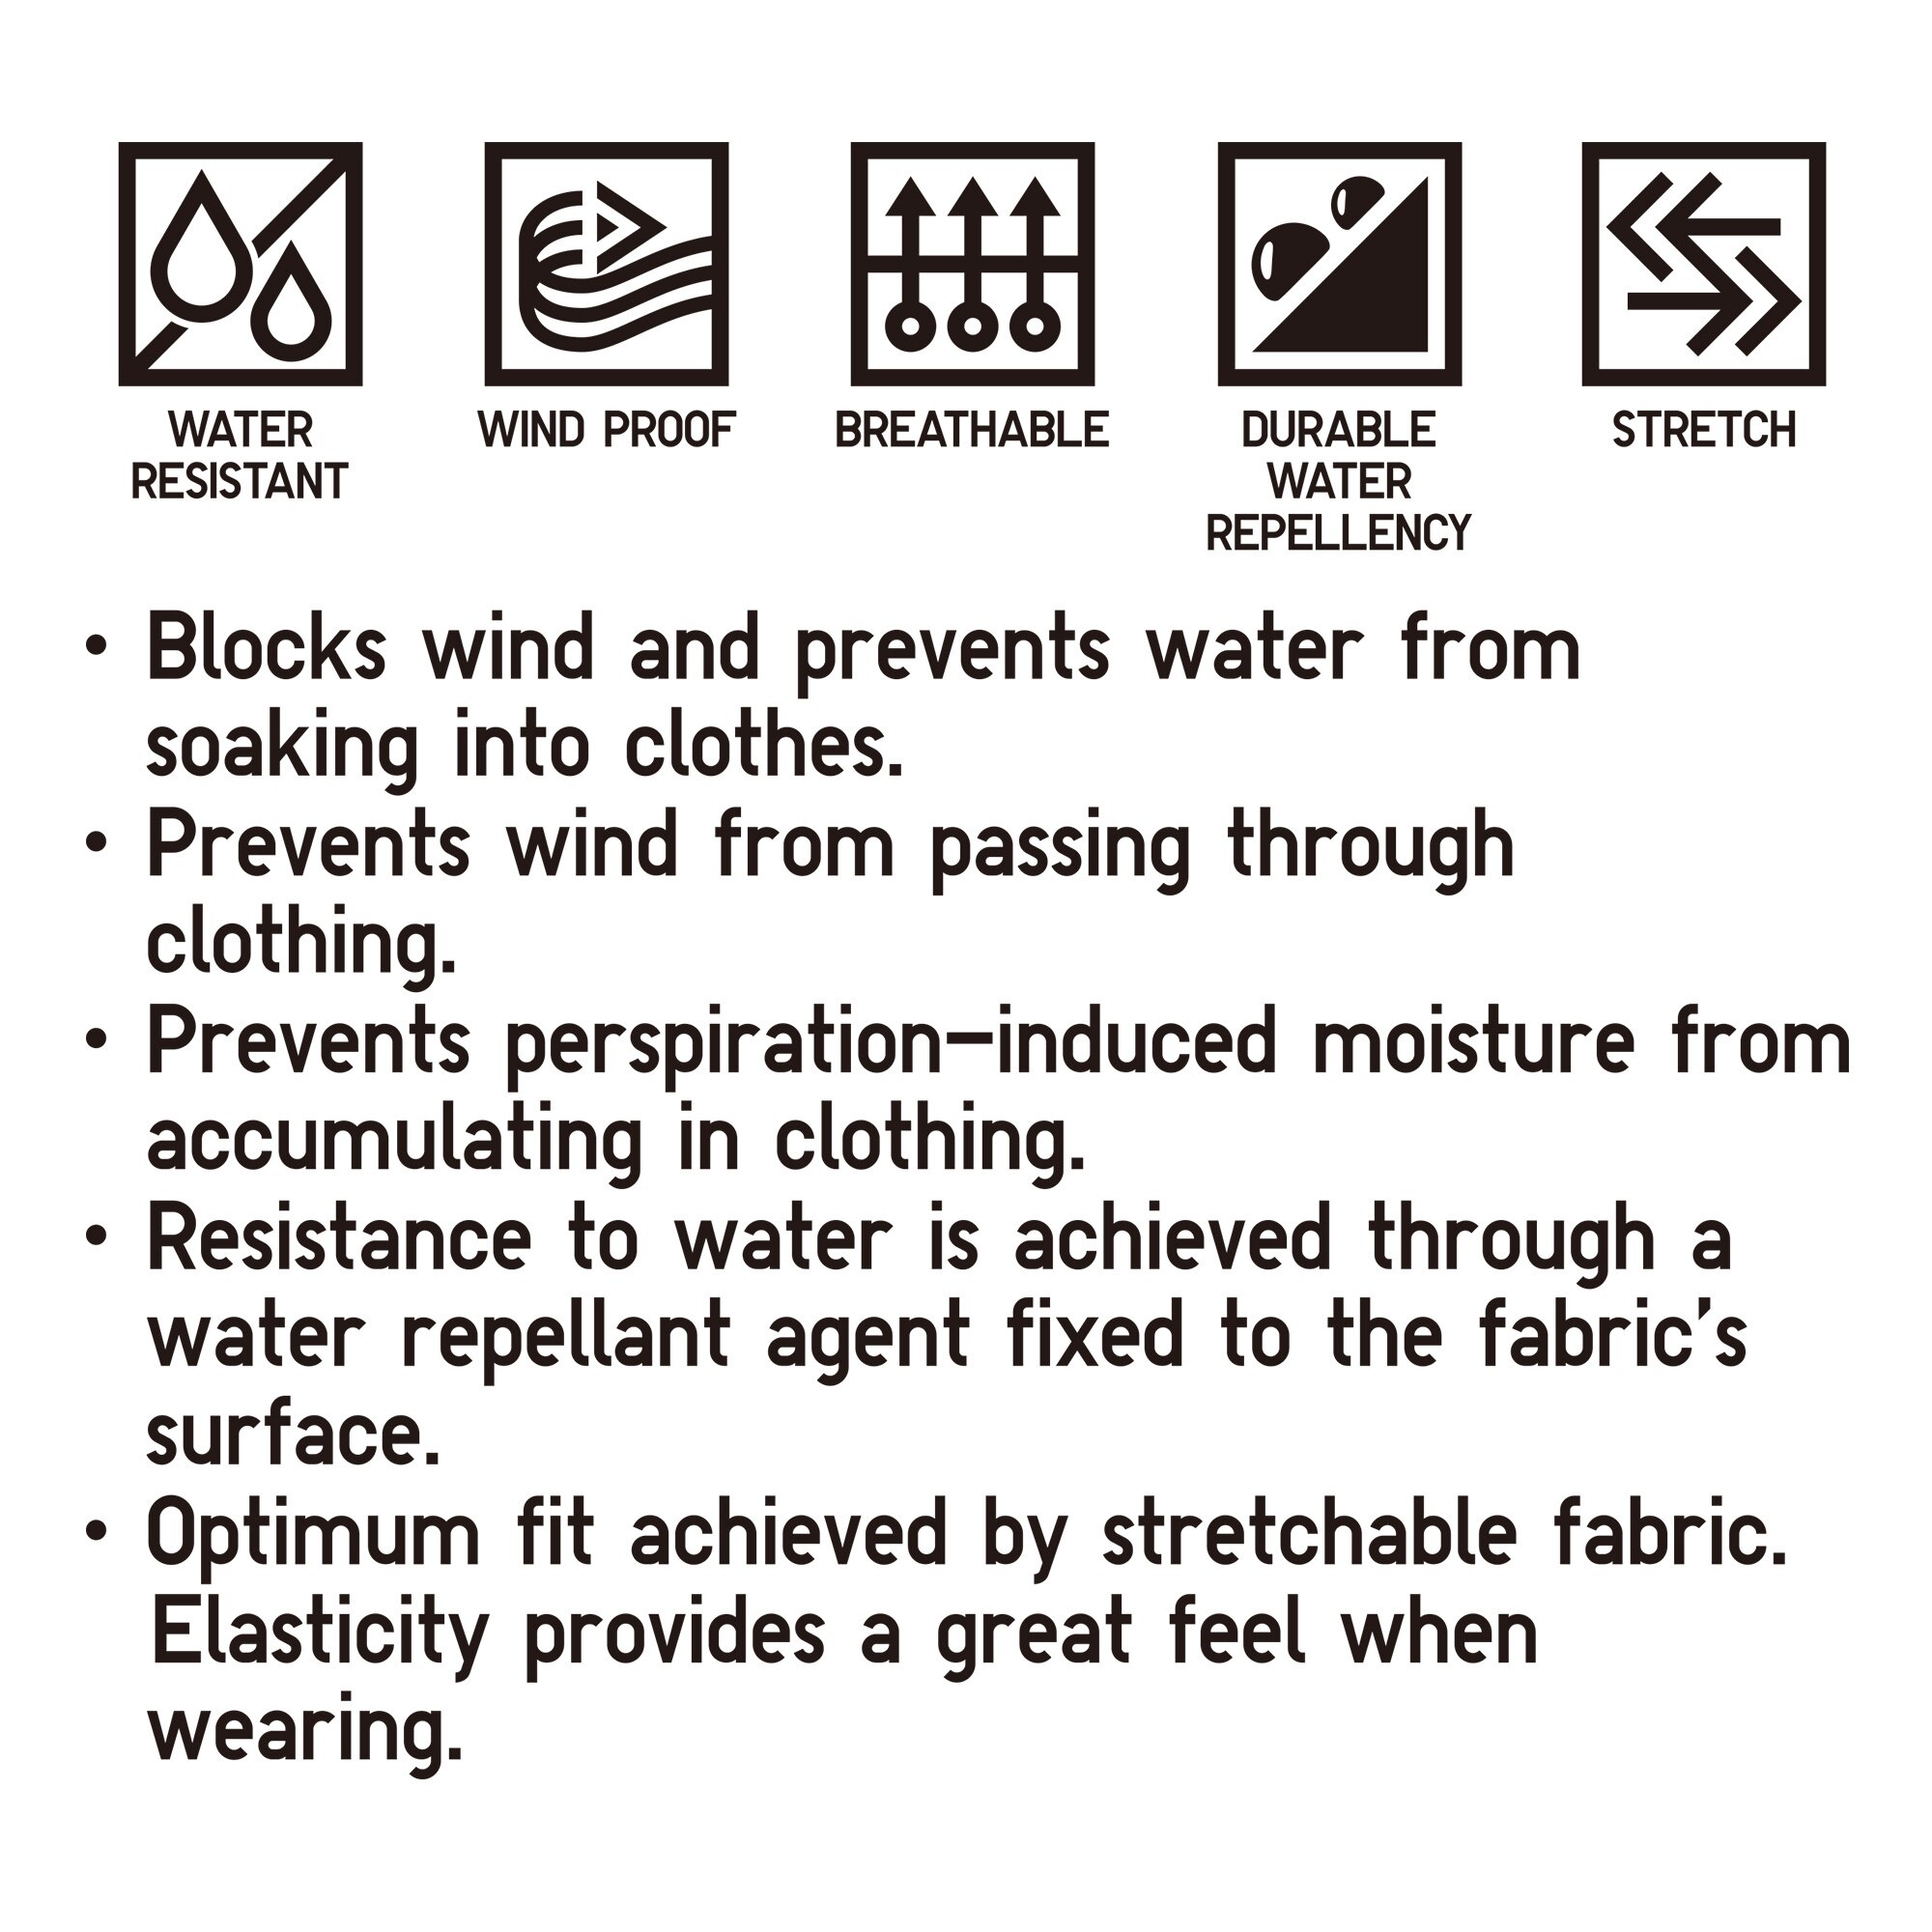 WATER
RESISTANT
WIND PROOF
BREATHABLE
DURABLE
WATER
REPELLENCY
STRETCH
• Blocks wind and prevents water from
soaking into clothes.
• Prevents wind from passing through
clothing.
• Prevents perspiration–induced moisture from
accumulating in clothing.
• Resistance to water is achieved through a
water repellant agent fixed to the fabric's
surface.
• Optimum fit achieved by stretchable fabric.
Elasticity provides a great feel when
wearing.